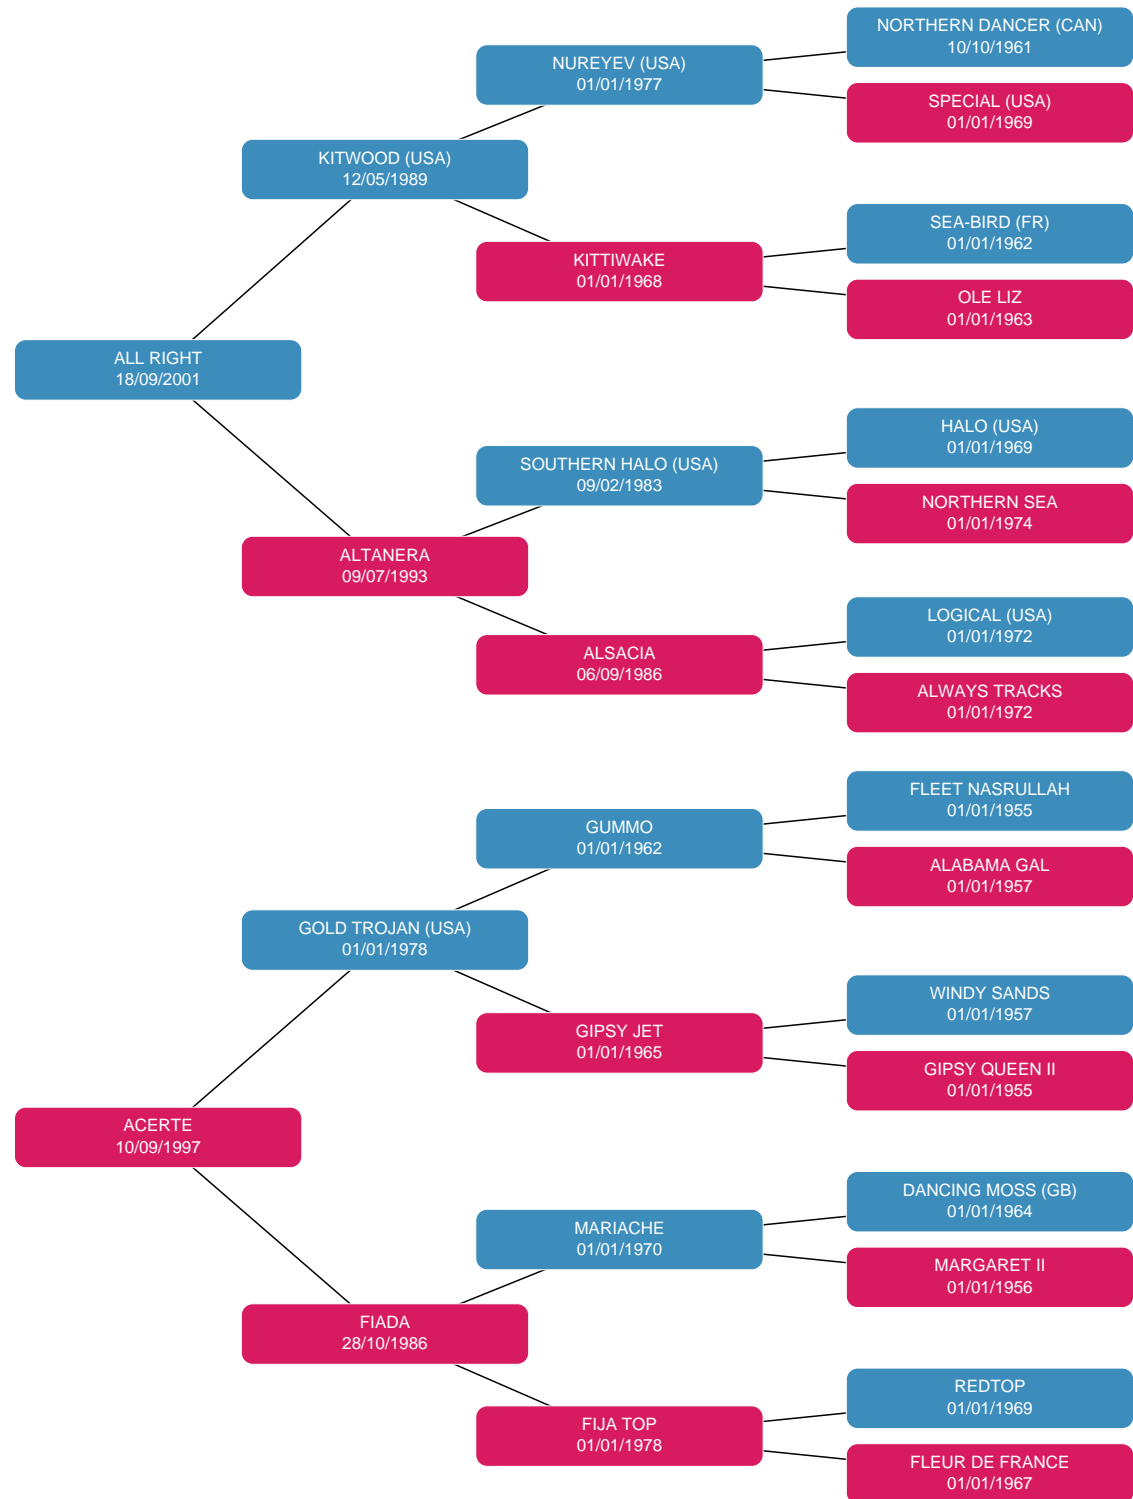 NORTHERN DANCER (CAN)
10/10/1961
NUREYEV (USA)
01/01/1977
SPECIAL (USA)
01/01/1969
KITWOOD (USA)
12/05/1989
SEA-BIRD (FR)
01/01/1962
KITTIWAKE
01/01/1968
OLE LIZ
01/01/1963
ALL RIGHT
18/09/2001
HALO (USA)
01/01/1969
SOUTHERN HALO (USA)
09/02/1983
NORTHERN SEA
01/01/1974
ALTANERA
09/07/1993
LOGICAL (USA)
01/01/1972
ALSACIA
06/09/1986
ALWAYS TRACKS
01/01/1972
FLEET NASRULLAH
01/01/1955
GUMMO
01/01/1962
ALABAMA GAL
01/01/1957
GOLD TROJAN (USA)
01/01/1978
WINDY SANDS
01/01/1957
GIPSY JET
01/01/1965
GIPSY QUEEN II
01/01/1955
ACERTE
10/09/1997
DANCING MOSS (GB)
01/01/1964
MARIACHE
01/01/1970
MARGARET II
01/01/1956
FIADA
28/10/1986
REDTOP
01/01/1969
FIJA TOP
01/01/1978
FLEUR DE FRANCE
01/01/1967